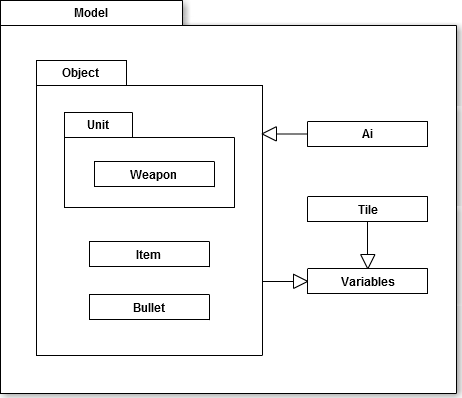 Model
Object
Unit
Weapon
Item
Bullet
Ai
Tile
Variables